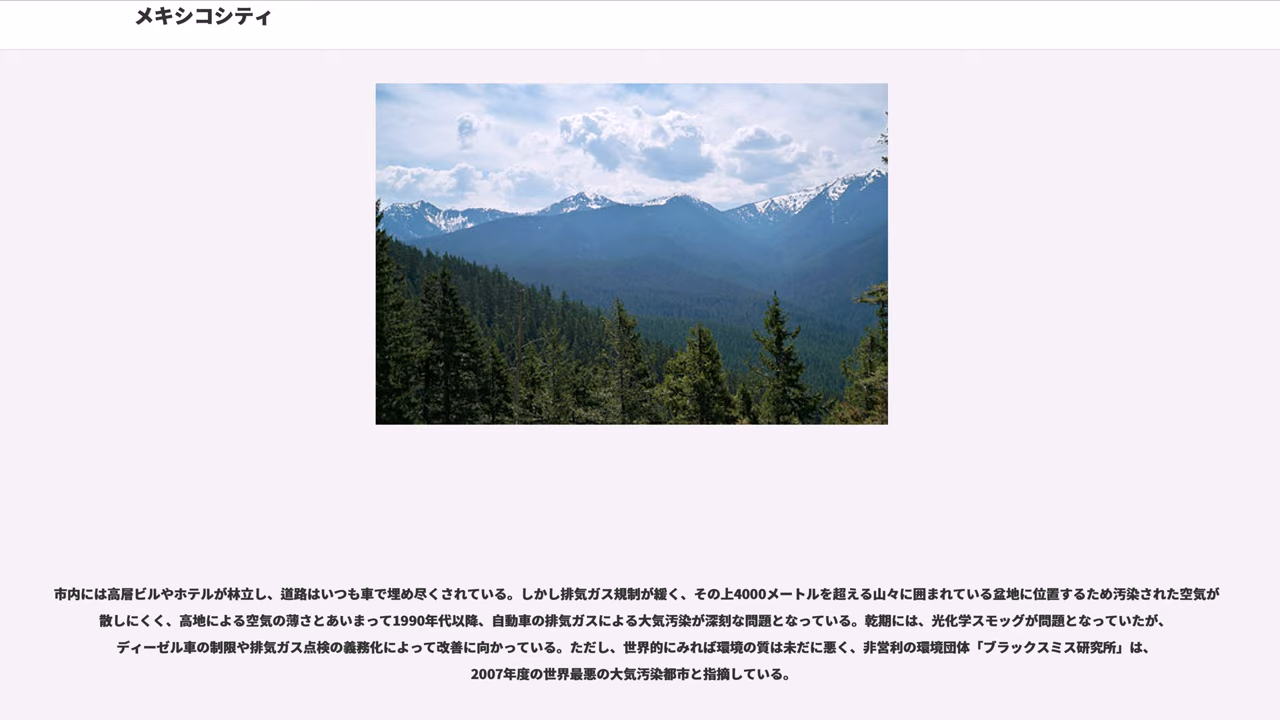 メキシコシティ
市内には高層ビルやホテルが林立し、道路はいつも車で埋め尽くされている。しかし排気ガス規制が緩く、その上4000メートルを超える山々に囲まれている盆地に位置するため汚染された空気が
散しにくく、高地による空気の薄さとあいまって1990年代以降、自動車の排気ガスによる大気汚染が深刻な問題となっている。乾期には、光化学スモッグが問題となっていたが、
ディーゼル車の制限や排気ガス点検の義務化によって改善に向かっている。ただし、世界的にみれば環境の質は未だに悪く、非営利の環境団体「ブラックスミス研究所」は、
2007年度の世界最悪の大気汚染都市と指摘している。